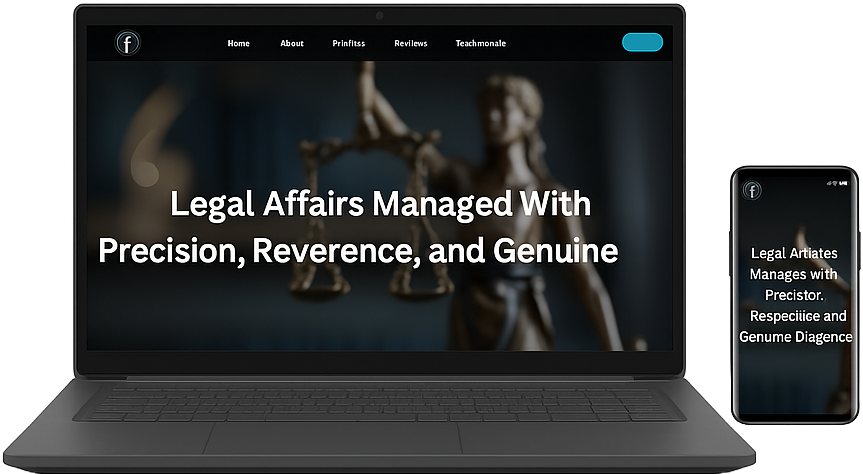 f
Home About Prinfitss Revilews Teachmonale
Legal Affairs Managed With
Precision, Reverence, and Genuine
f
Legal Artiates
Manages with
Precistor.
Respeciiice and
Genume Diagence